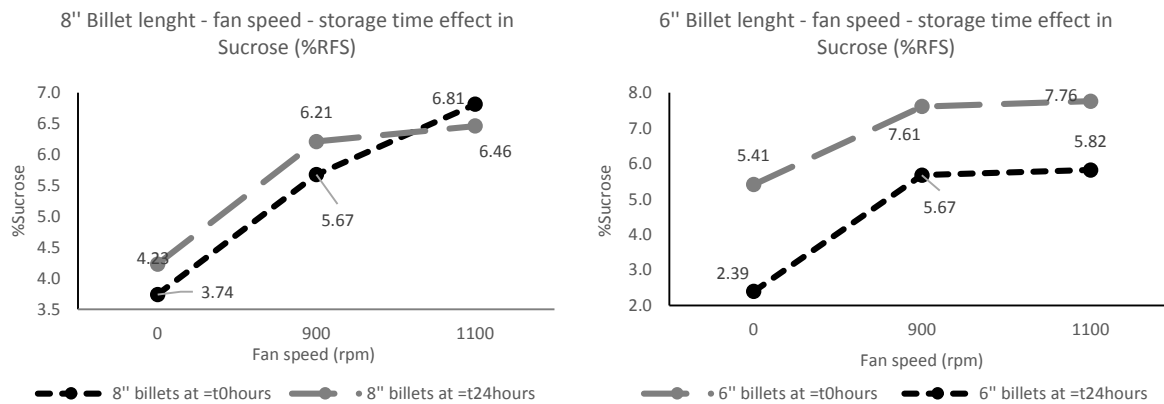 8'' Billet lenght - fan speed - storage time effect in
Sucrose (%RFS)
7.0
6.5
6.0
5.5
5.0
4.5
4.0
3.5
%Sucrose
4.23
3.74
6.21
5.67
6.81
6.46
0
900
1100
Fan speed (rpm)
8'' billets at =t0hours
8'' billets at =t24hours
6'' Billet lenght - fan speed - storage time effect in
Sucrose (%RFS)
8.0
7.0
6.0
5.0
4.0
3.0
2.0
%Sucrose
5.41
2.39
7.61
5.67
7.76
5.82
0
900
1100
Fan speed (rpm)
6'' billets at =t0hours
6'' billets at =t24hours